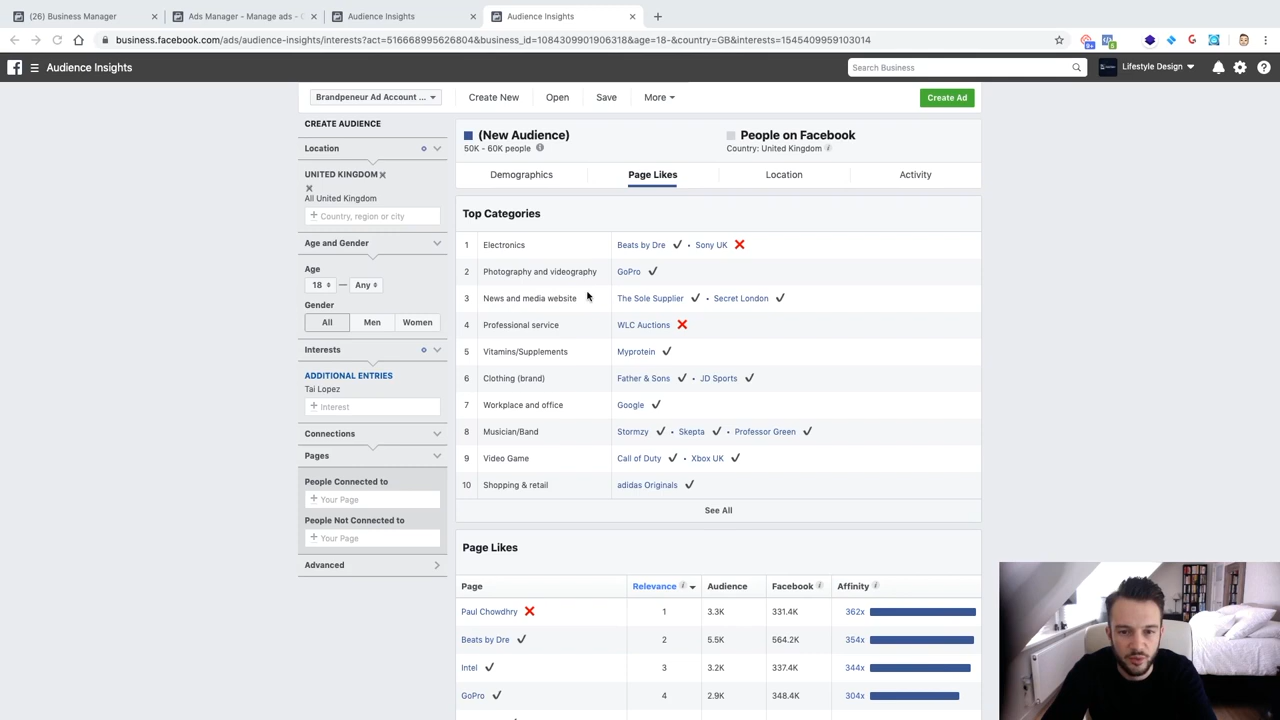 (26) Business Manager
Ads Manager - Manage ads - C
Audience Insights
Audience Insights
business.facebook.com/ads/audience-insights/interests?act=516668995626804&business_id=1084309901906318&age=18-&country=GB&interests=1545409959103014
Audience Insights
Search Business
Lifestyle Design
Brandpeneur Ad Account ...
Create New
Open
Save
More
Create Ad
CREATE AUDIENCE
Location
UNITED KINGDOM
All United Kingdom
Country, region or city
Age and Gender
Age
18 — Any
Gender
All Men Women
Interests
ADDITIONAL ENTRIES
Tai Lopez
Interest
Connections
Pages
People Connected to
Your Page
People Not Connected to
Your Page
Advanced
(New Audience)
50K - 60K people
People on Facebook
Country: United Kingdom
Demographics
Page Likes
Location
Activity
Top Categories
1 Electronics Beats by Dre • Sony UK
2 Photography and videography GoPro
3 News and media website The Sole Supplier • Secret London
4 Professional service WLC Auctions
5 Vitamins/Supplements Myprotein
6 Clothing (brand) Father & Sons • JD Sports
7 Workplace and office Google
8 Musician/Band Stormzy • Skepta • Professor Green
9 Video Game Call of Duty • Xbox UK
10 Shopping & retail adidas Originals
See All
Page Likes
Page Relevance Audience Facebook Affinity
Paul Chowdhry 1 3.3K 331.4K 362x
Beats by Dre 2 5.5K 564.2K 354x
Intel 3 3.2K 337.4K 344x
GoPro 4 2.9K 348.4K 304x